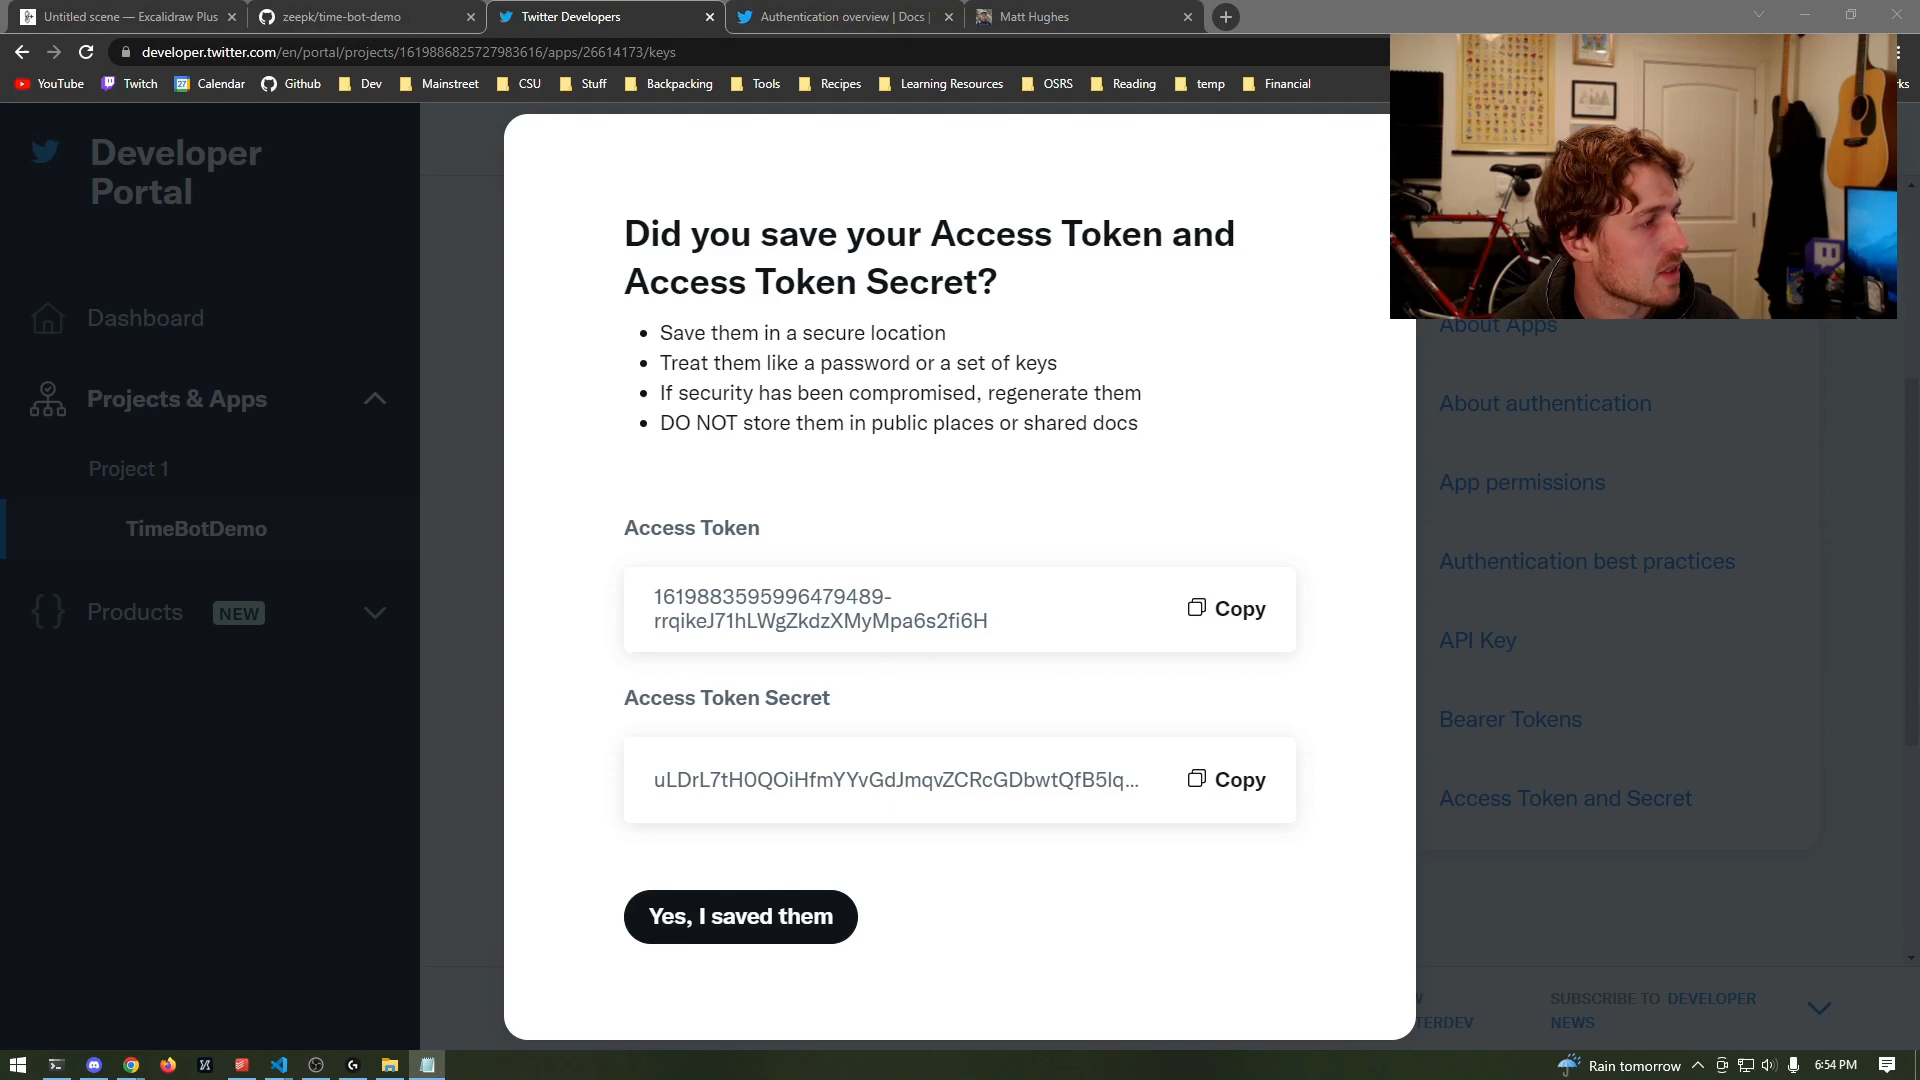 Untitled scene — Excalidraw Plus
zeepk/time-bot-demo
Twitter Developers
Authentication overview | Docs |
Matt Hughes
developer.twitter.com/en/portal/projects/1619886825727983616/apps/26614173/keys
YouTube
Twitch
27
Calendar
Github
Dev
Mainstreet
CSU
Stuff
Backpacking
Tools
Recipes
Learning Resources
OSRS
Reading
temp
Financial
Developer
Portal
Dashboard
Projects & Apps
Project 1
TimeBotDemo
Products NEW
Did you save your Access Token and
Access Token Secret?
• Save them in a secure location
• Treat them like a password or a set of keys
• If security has been compromised, regenerate them
• DO NOT store them in public places or shared docs
Access Token
1619883595996479489-
rrqikeJ71hLWgZkdzXMyMpa6s2fi6H
Copy
Access Token Secret
uLDrL7tH0QOiHfmYYvGdJmqvZCRcGDbwtQfB5lq...
Copy
Yes, I saved them
About Apps
About authentication
App permissions
Authentication best practices
API Key
Bearer Tokens
Access Token and Secret
TERDEV
SUBSCRIBE TO DEVELOPER
NEWS
Rain tomorrow
6:54 PM